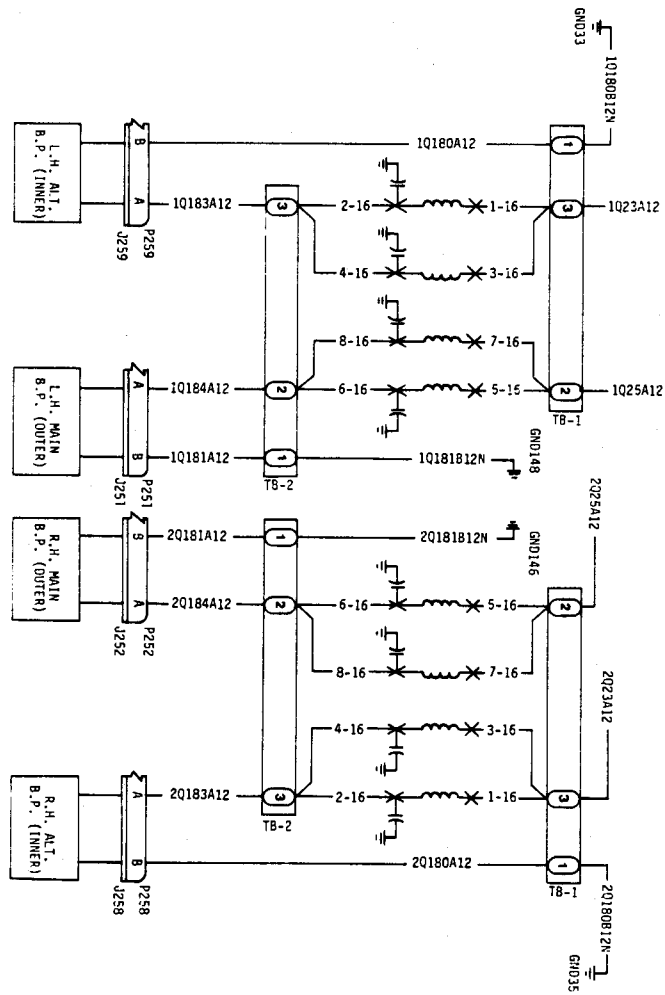 GND33
1Q180B12N
1Q180A12
1
L.H. ALT.
B.P. (INNER)
B
A
P259
J259
1Q183A12
3
2-16
1-16
3
1Q23A12
4-16
3-16
8-16
7-16
L.H. MAIN
B.P. (OUTER)
A
B
P251
J251
1Q184A12
2
6-16
5-16
2
1Q25A12
TB-1
1Q181A12
1
1Q181B12N
GND148
TB-2
R.H. MAIN
B.P. (OUTER)
B
A
P252
J252
2Q181A12
1
2Q181B12N
GND146
2Q25A12
2Q184A12
2
6-16
5-16
2
8-16
7-16
2Q23A12
4-16
3-16
R.H. ALT.
B.P. (INNER)
A
B
P258
J258
2Q183A12
3
2-16
1-16
3
TB-2
2Q180A12
1
TB-1
2Q180B12N
GND35